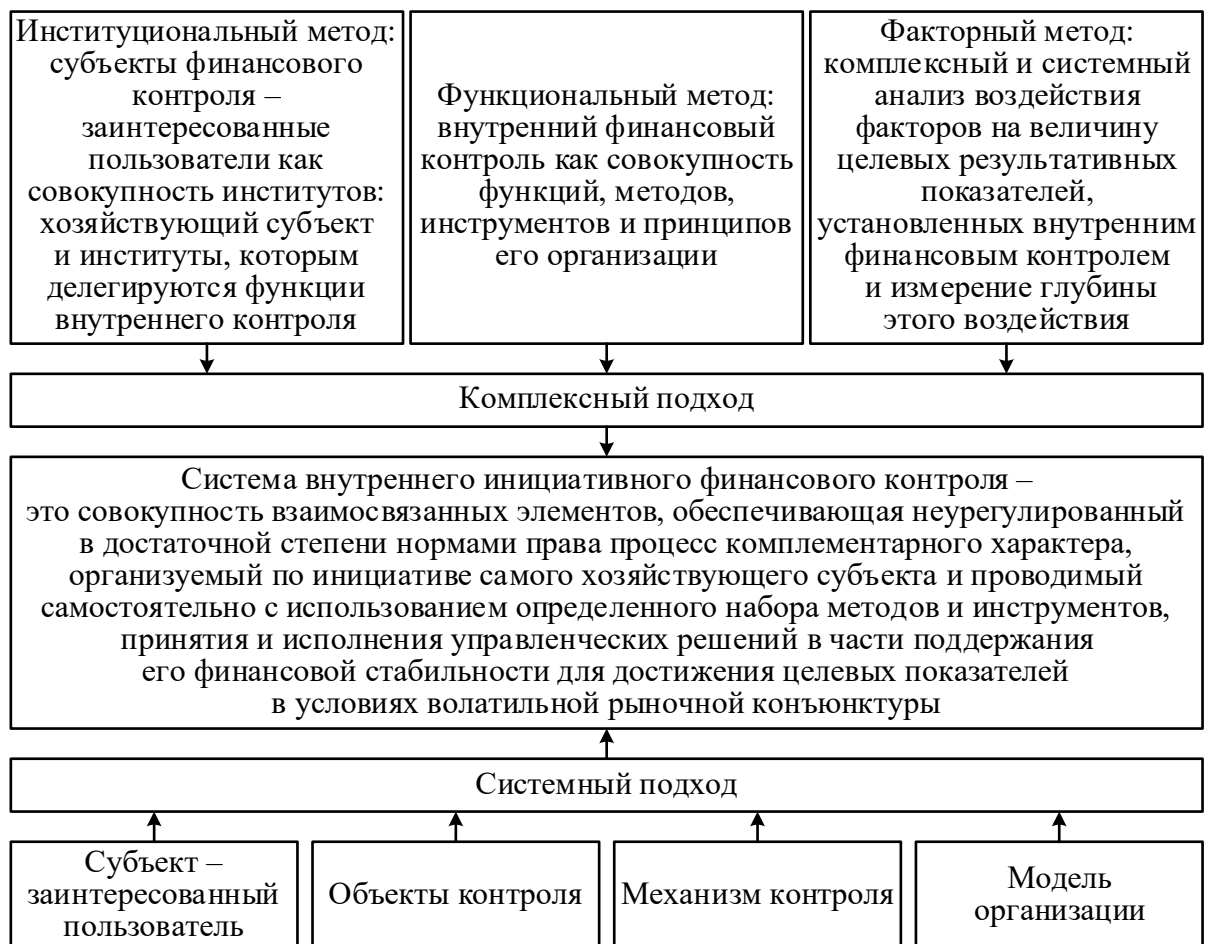 Институциональный метод:
субъекты финансового
контроля –
заинтересованные
пользователи как
совокупность институтов:
хозяйствующий субъект
и институты, которым
делегируются функции
внутреннего контроля
Функциональный метод:
внутренний финансовый
контроль как совокупность
функций, методов,
инструментов и принципов
его организации
Факторный метод:
комплексный и системный
анализ воздействия
факторов на величину
целевых результативных
показателей,
установленных внутренним
финансовым контролем
и измерение глубины
этого воздействия
Комплексный подход
Система внутреннего инициативного финансового контроля –
это совокупность взаимосвязанных элементов, обеспечивающая неурегулированный
в достаточной степени нормами права процесс комплементарного характера,
организуемый по инициативе самого хозяйствующего субъекта и проводимый
самостоятельно с использованием определенного набора методов и инструментов,
принятия и исполнения управленческих решений в части поддержания
его финансовой стабильности для достижения целевых показателей
в условиях волатильной рыночной конъюнктуры
Системный подход
Субъект –
заинтересованный
пользователь
Объекты контроля
Механизм контроля
Модель
организации